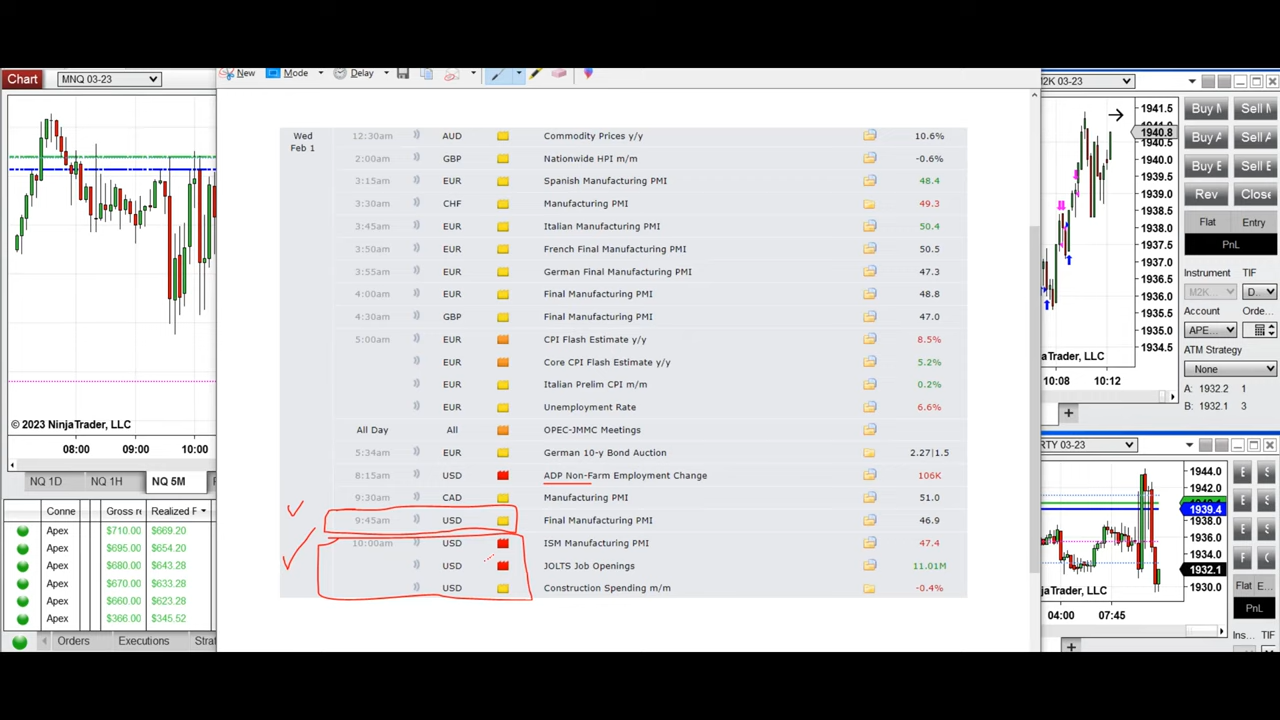 Chart MNQ 03-23
New Mode Delay
M2K 03-23
Wed
Feb 1
12:30am AUD Commodity Prices y/y 10.6%
2:00am GBP Nationwide HPI m/m -0.6%
3:15am EUR Spanish Manufacturing PMI 48.4
3:30am CHF Manufacturing PMI 49.3
3:45am EUR Italian Manufacturing PMI 50.4
3:50am EUR French Final Manufacturing PMI 50.5
3:55am EUR German Final Manufacturing PMI 47.3
4:00am EUR Final Manufacturing PMI 48.8
4:30am GBP Final Manufacturing PMI 47.0
5:00am EUR CPI Flash Estimate y/y 8.5%
EUR Core CPI Flash Estimate y/y 5.2%
EUR Italian Prelim CPI m/m 0.2%
EUR Unemployment Rate 6.6%
All Day All OPEC-JMMC Meetings
5:34am EUR German 10-y Bond Auction 2.27|1.5
8:15am USD ADP Non-Farm Employment Change 106K
9:30am CAD Manufacturing PMI 51.0
9:45am USD Final Manufacturing PMI 46.9
10:00am USD ISM Manufacturing PMI 47.4
USD JOLTS Job Openings 11.01M
USD Construction Spending m/m -0.4%
© 2023 NinjaTrader, LLC
08:00 09:00 10:00
NQ 1D NQ 1H NQ 5M
Conne Gross re Realized P
Apex $710.00 $669.20
Apex $695.00 $654.20
Apex $680.00 $643.28
Apex $670.00 $633.28
Apex $660.00 $623.28
Apex $366.00 $345.52
Orders Executions Strat
1941.5
1940.8
1940.5
1940.0
1939.5
1939.0
1938.5
1938.0
1937.5
1937.0
1936.5
1936.0
1935.5
1935.0
1934.5
aTrader, LLC
10:08 10:12
Buy M Sell M
Buy A Sell A
Buy E Sell E
Rev Close
Flat Entry
PnL
Instrument TIF
M2K D..
Account Orde..
APE...
ATM Strategy
None
A: 1932.2 1
B: 1932.1 3
RTY 03-23
1944.0
1942.0
1939.4
1936.0
1934.0
1932.1
1930.0
aTrader, LLC
04:00 07:45
E S
E S
E S
F C
Flat E...
PnL
Ins... TIF